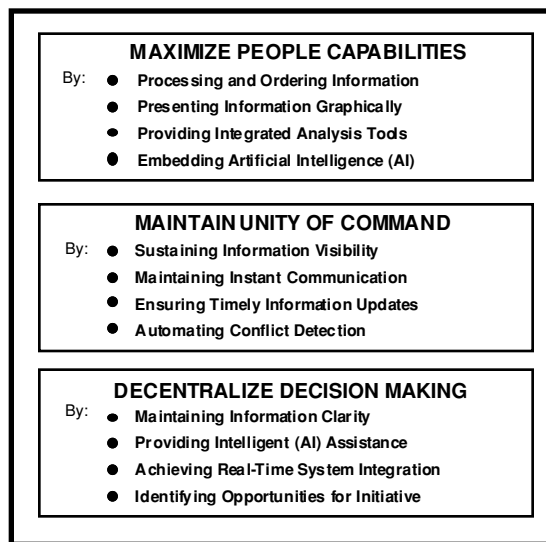 MAXIMIZE PEOPLE CAPABILITIES
By: ● Processing and Ordering Information
● Presenting Information Graphically
● Providing Integrated Analysis Tools
● Embedding Artificial Intelligence (AI)
MAINTAIN UNITY OF COMMAND
By: ● Sustaining Information Visibility
● Maintaining Instant Communication
● Ensuring Timely Information Updates
● Automating Conflict Detection
DECENTRALIZE DECISION MAKING
By: ● Maintaining Information Clarity
● Providing Intelligent (AI) Assistance
● Achieving Real-Time System Integration
● Identifying Opportunities for Initiative